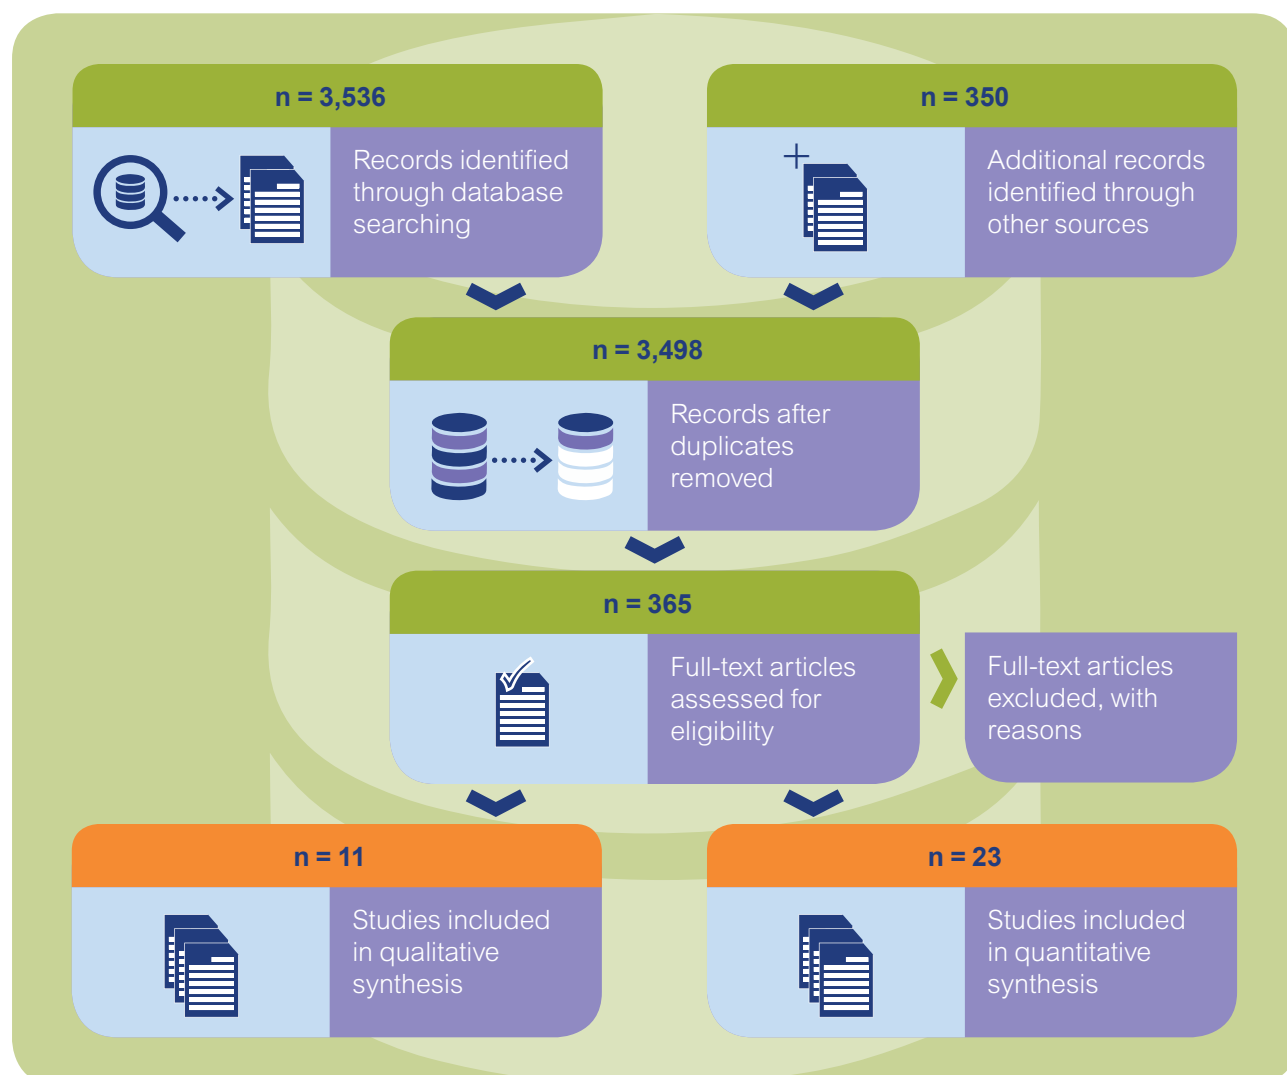 n = 3,536
Records identified
through database
searching
n = 350
Additional records
identified through
other sources
n = 3,498
Records after
duplicates
removed
n = 365
Full-text articles
assessed for
eligibility
Full-text articles
excluded, with
reasons
n = 11
Studies included
in qualitative
synthesis
n = 23
Studies included
in quantitative
synthesis